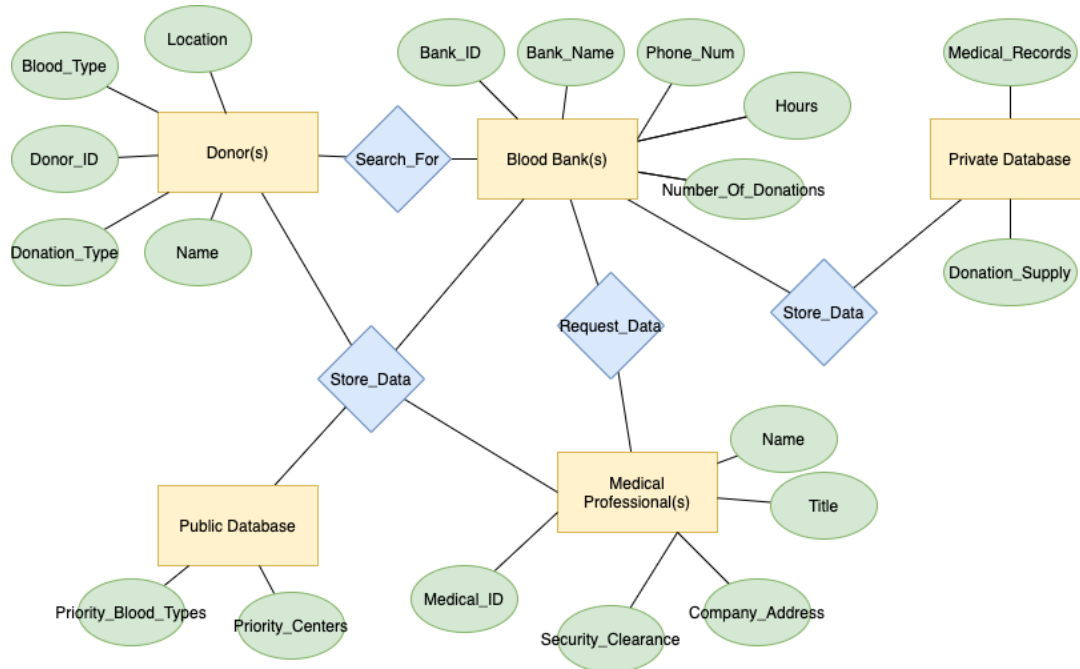 Location
Blood_Type
Bank_ID
Bank_Name
Phone_Num
Medical_Records
Hours
Donor_ID
Donor(s)
Search_For
Blood Bank(s)
Private Database
Number_Of_Donations
Donation_Type
Name
Donation_Supply
Store_Data
Request_Data
Store_Data
Name
Medical
Professional(s)
Title
Public Database
Medical_ID
Priority_Blood_Types
Priority_Centers
Security_Clearance
Company_Address